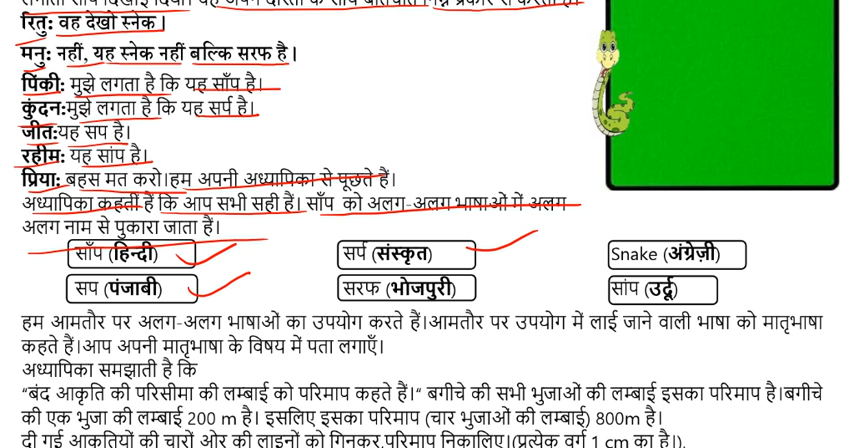 रितु: वह देखो स्नेक।
मनु: नहीं, यह स्नेक नहीं बल्कि सरफ है।
पिंकी: मुझे लगता है कि यह साँप है।
कुंदन:मुझे लगता है कि यह सर्प है।
जीत:यह सप है।
रहीम: यह सांप है।
प्रिया: बहस मत करो।हम अपनी अध्यापिका से पूछते हैं।
अध्यापिका कहतीं हैं कि आप सभी सही हैं। साँप को अलग-अलग भाषाओं में अलग
अलग नाम से पुकारा जाता हैं।
साँप (हिन्दी) सर्प (संस्कृत) Snake (अंग्रेज़ी)
सप (पंजाबी) सरफ (भोजपुरी) सांप (उर्दू)
हम आमतौर पर अलग-अलग भाषाओं का उपयोग करते हैं।आमतौर पर उपयोग में लाई जाने वाली भाषा को मातृभाषा
कहते हैं।आप अपनी मातृभाषा के विषय में पता लगाएँ।
अध्यापिका समझाती है कि
“बंद आकृति की परिसीमा की लम्बाई को परिमाप कहते हैं।“ बगीचे की सभी भुजाओं की लम्बाई इसका परिमाप है।बगीचे
की एक भुजा की लम्बाई 200 m है। इसलिए इसका परिमाप (चार भुजाओं की लम्बाई) 800m है।
दी गई आकृतियों की चारों ओर की लाइनों को गिनकर,परिमाप निकालिए।(प्रत्येक वर्ग 1 cm का है।).